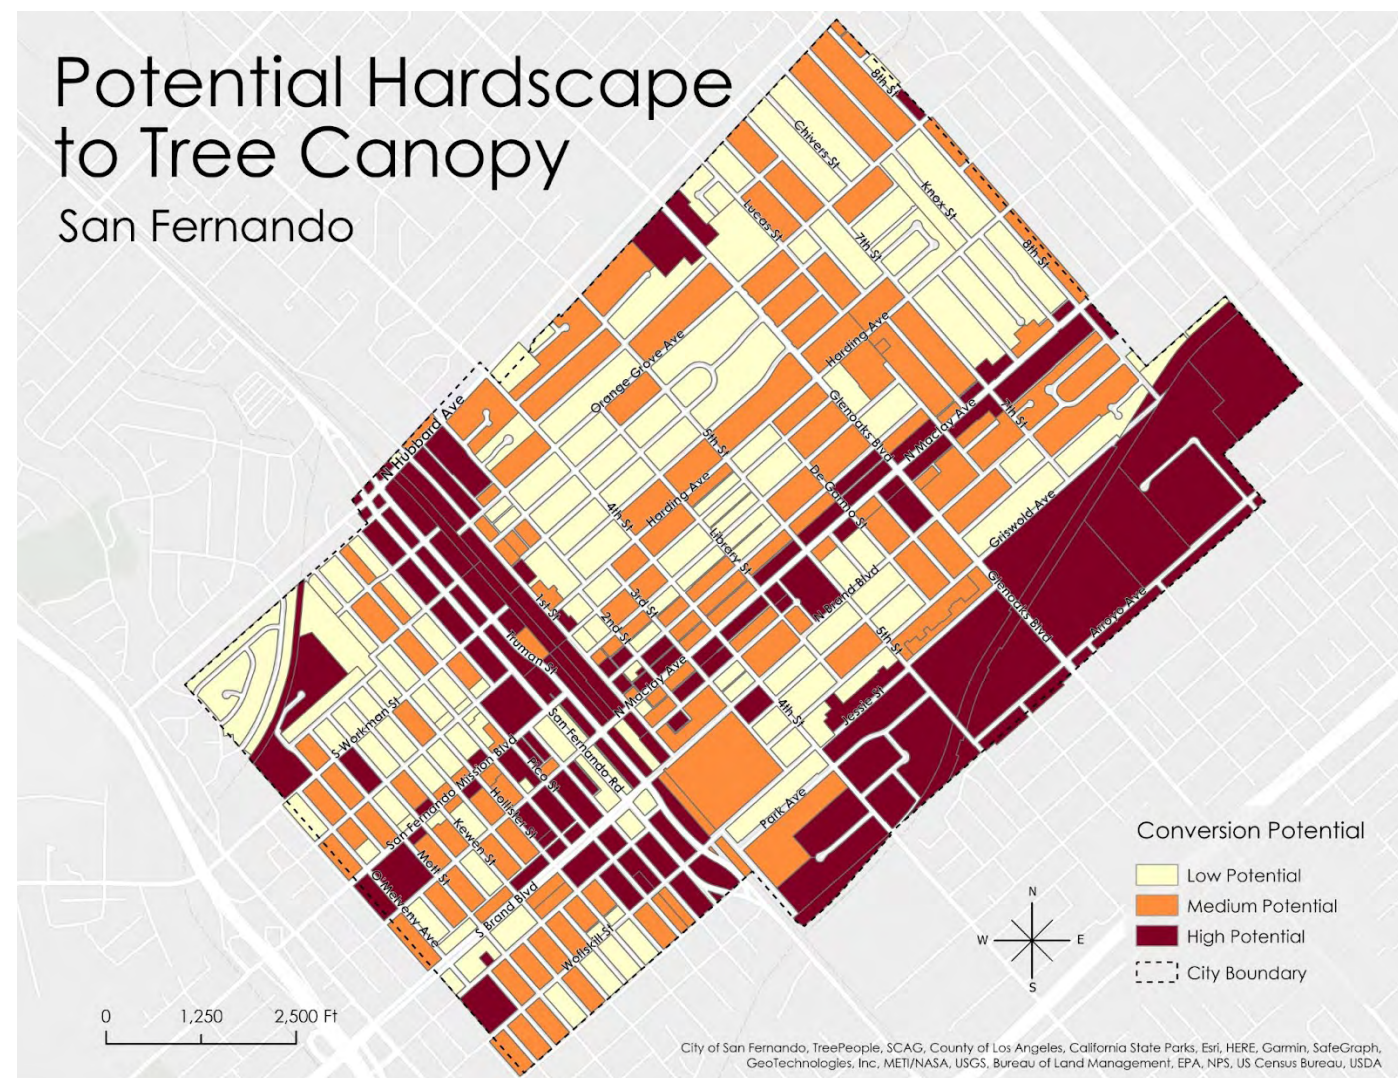 Potential Hardscape
to Tree Canopy
San Fernando
8th St
Chivers St
Knox St
Lucas St
7th St
8th St
Harding Ave
Orange Grove Ave
N Hubbard Ave
Glenoaks Blvd
N Maclay Ave
7th St
5th St
Harding Ave
De Garmo St
4th St
Library St
Griswold Ave
Glenoaks Blvd
Arroyo Ave
N Brand Blvd
5th St
1st St
2nd St
3rd St
Truman St
N Maclay Ave
4th St
Jessie St
S Workman St
San Fernando Mission Blvd
San Fernando Rd
Pico St
Hollister St
Kewen St
Mott St
O'Melveny Ave
S Brand Blvd
Wolfskill St
Park Ave
Conversion Potential
Low Potential
Medium Potential
High Potential
City Boundary
N
W
E
S
0 1,250 2,500 Ft
City of San Fernando, TreePeople, SCAG, County of Los Angeles, California State Parks, Esri, HERE, Garmin, SafeGraph,
GeoTechnologies, Inc, METI/NASA, USGS, Bureau of Land Management, EPA, NPS, US Census Bureau, USDA